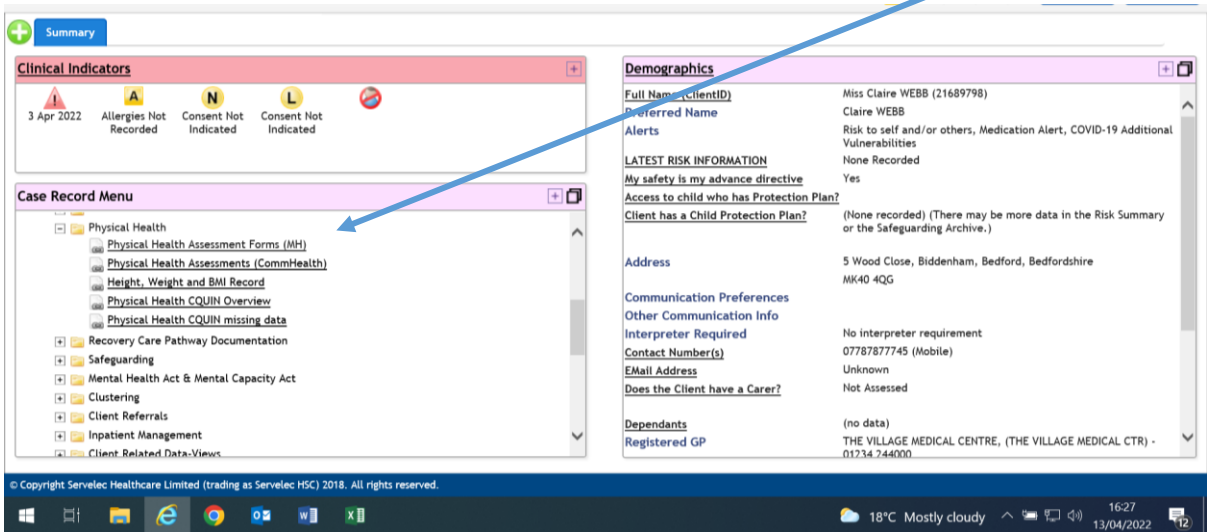 Summary
Clinical Indicators
3 Apr 2022
A
Allergies Not
Recorded
N
Consent Not
Indicated
L
Consent Not
Indicated
Case Record Menu
Physical Health
Physical Health Assessment Forms (MH)
Physical Health Assessments (CommHealth)
Height, Weight and BMI Record
Physical Health CQUIN Overview
Physical Health CQUIN missing data
Recovery Care Pathway Documentation
Safeguarding
Mental Health Act & Mental Capacity Act
Clustering
Client Referrals
Inpatient Management
Client Related Data-Views
Demographics
Full Name (ClientID) Miss Claire WEBB (21689798)
Preferred Name Claire WEBB
Alerts Risk to self and/or others, Medication Alert, COVID-19 Additional
Vulnerabilities
LATEST RISK INFORMATION None Recorded
My safety is my advance directive Yes
Access to child who has Protection Plan?
Client has a Child Protection Plan? (None recorded) (There may be more data in the Risk Summary
or the Safeguarding Archive.)
Address 5 Wood Close, Biddenham, Bedford, Bedfordshire
MK40 4QG
Communication Preferences
Other Communication Info
Interpreter Required No interpreter requirement
Contact Number(s) 07787877745 (Mobile)
EMail Address Unknown
Does the Client have a Carer? Not Assessed
Dependants (no data)
Registered GP THE VILLAGE MEDICAL CENTRE, (THE VILLAGE MEDICAL CTR) -
01234 244000
© Copyright Servelec Healthcare Limited (trading as Servelec HSC) 2018. All rights reserved.
18°C Mostly cloudy
16:27
13/04/2022
12